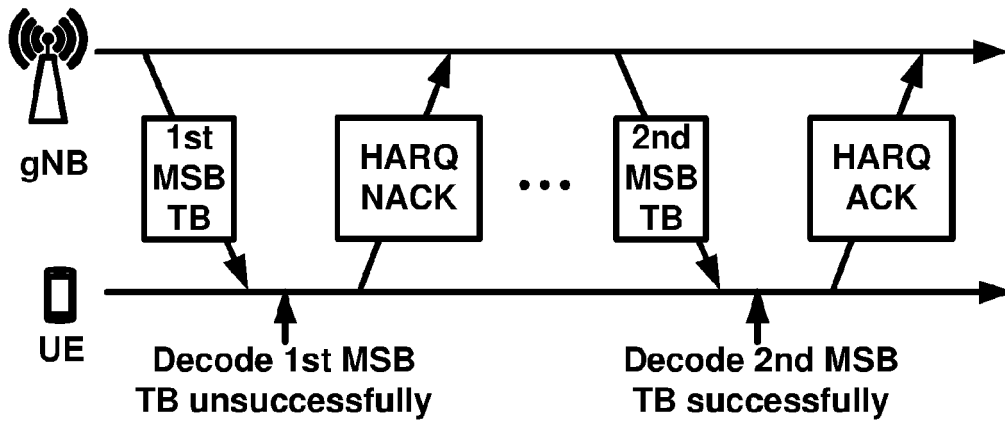 gNB
1st
MSB
TB
HARQ
NACK
...
2nd
MSB
TB
HARQ
ACK
UE
Decode 1st MSB
TB unsuccessfully
Decode 2nd MSB
TB successfully